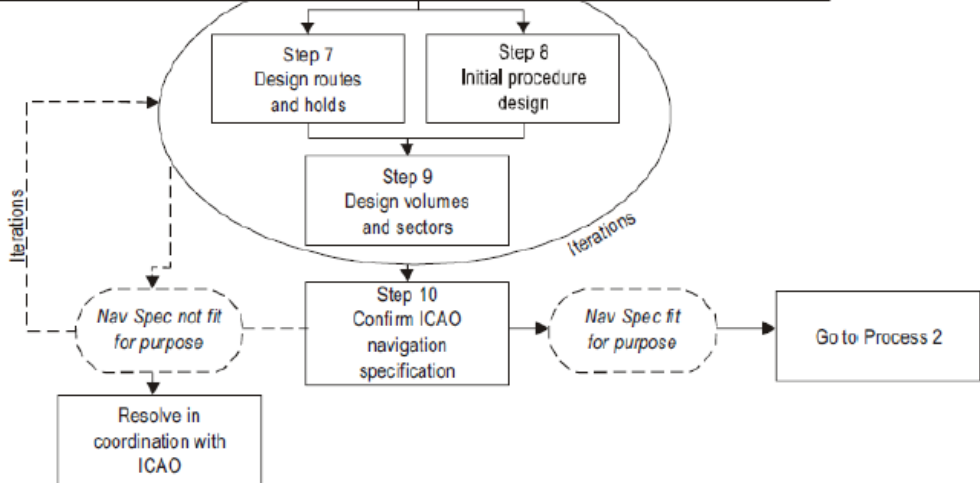 Step 7
Design routes
and holds
Step 8
Initial procedure
design
Step 9
Design volumes
and sectors
Iterations
Iterations
Step 10
Confirm ICAO
navigation
specification
Nav Spec not fit
for purpose
Nav Spec fit
for purpose
Go to Process 2
Resolve in
coordination with
ICAO